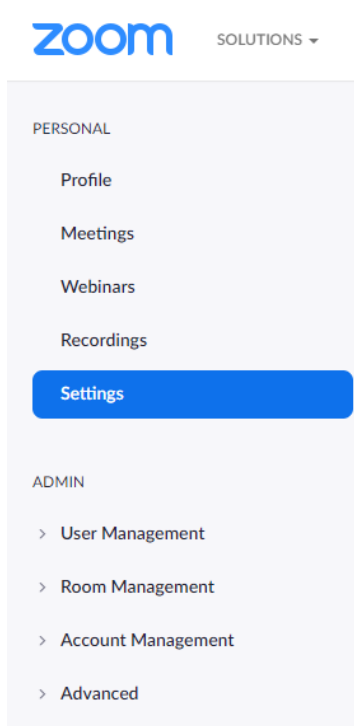 zoom SOLUTIONS
PERSONAL
Profile
Meetings
Webinars
Recordings
Settings
ADMIN
User Management
Room Management
Account Management
Advanced